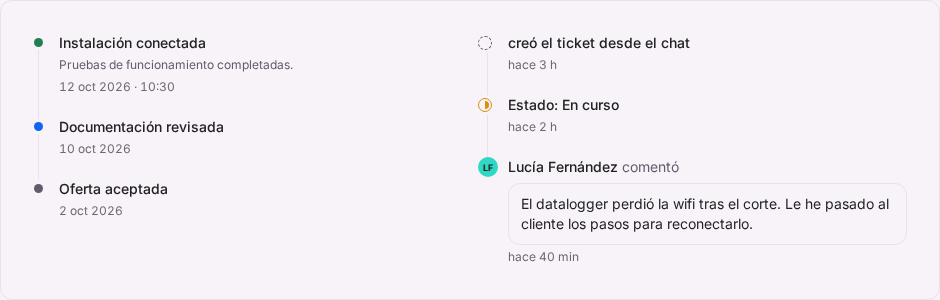 Instalación conectada
Pruebas de funcionamiento completadas.
12 oct 2026 · 10:30
Documentación revisada
10 oct 2026
Oferta aceptada
2 oct 2026
creó el ticket desde el chat
hace 3 h
Estado: En curso
hace 2 h
LF Lucía Fernández comentó
El datalogger perdió la wifi tras el corte. Le he pasado al
cliente los pasos para reconectarlo.
hace 40 min